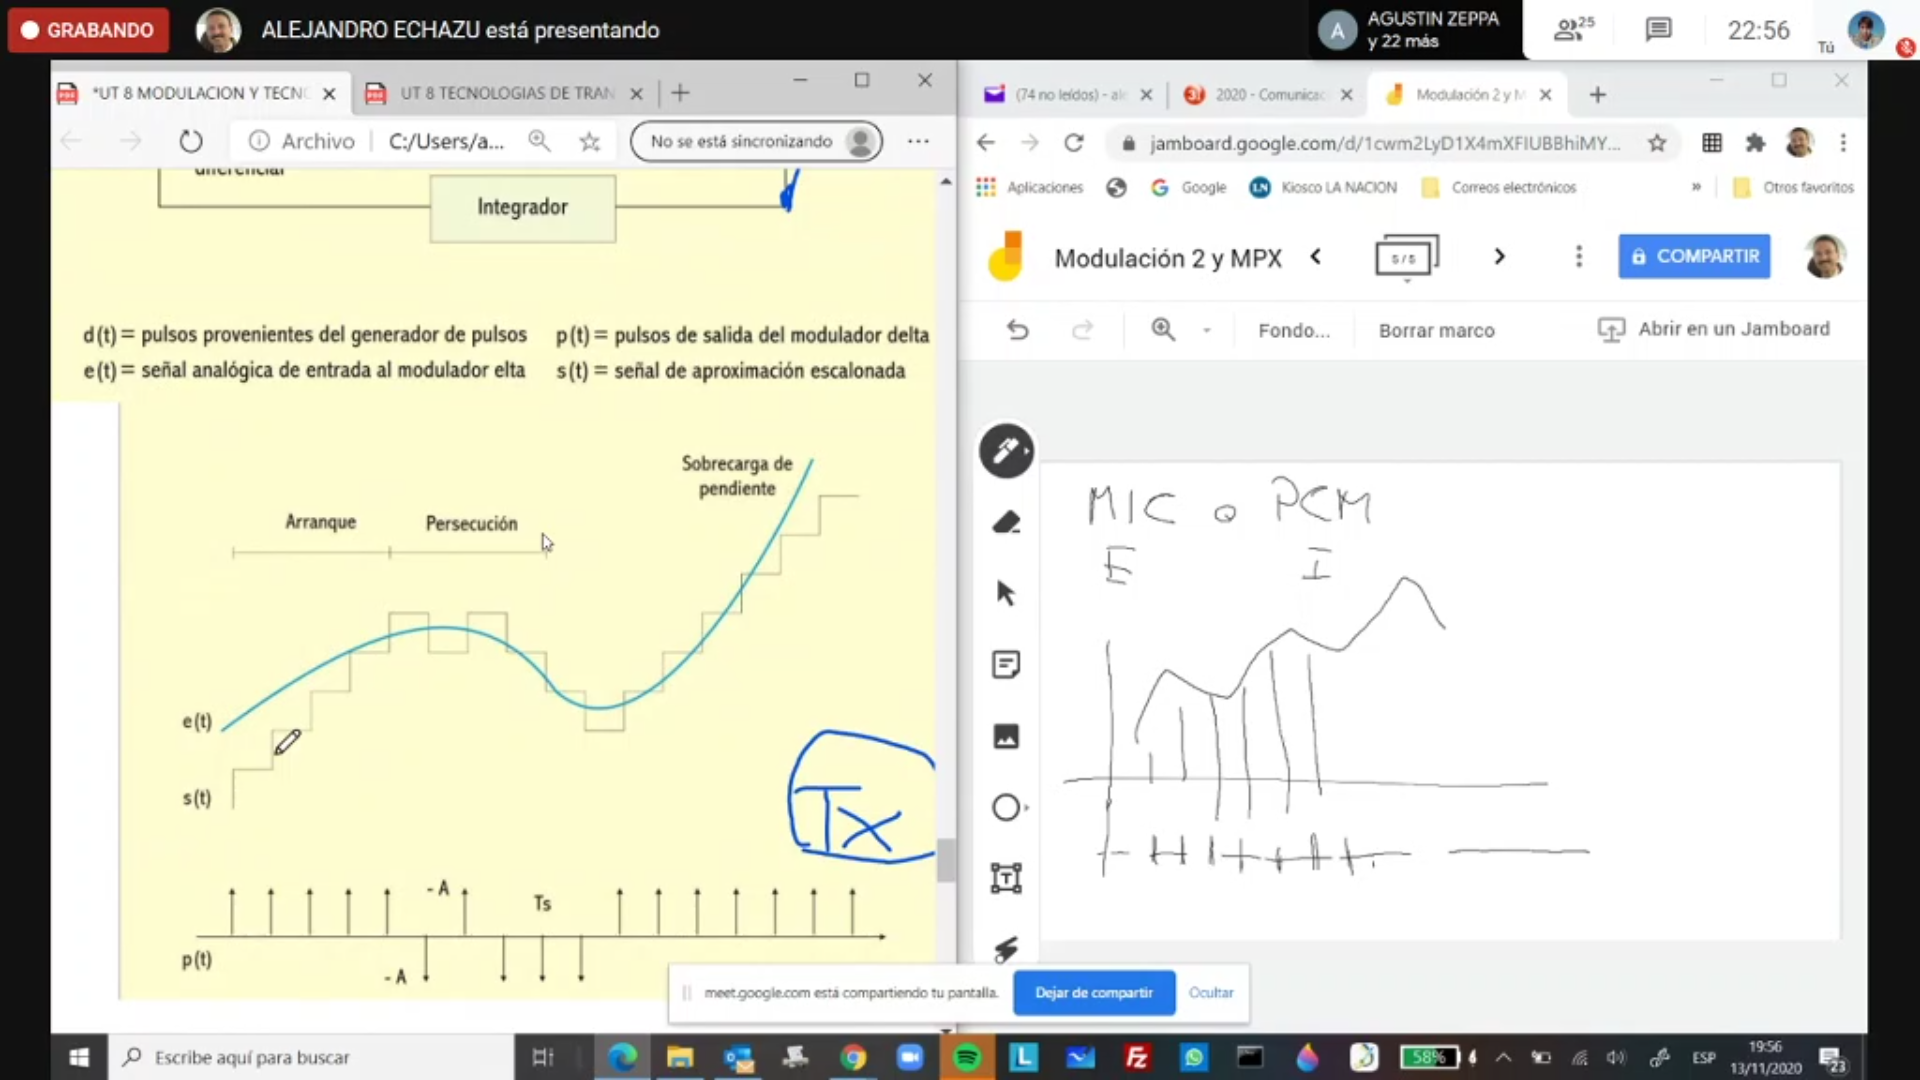 GRABANDO
ALEJANDRO ECHAZU está presentando
A
AGUSTIN ZEPPA
y 22 más
25
22:56
Tú
*UT 8 MODULACION Y TECNO
UT 8 TECNOLOGIAS DE TRAN
Archivo
C:/Users/a...
No se está sincronizando
diferencial
Integrador
d(t) = pulsos provenientes del generador de pulsos
p(t) = pulsos de salida del modulador delta
e(t) = señal analógica de entrada al modulador elta
s(t) = señal de aproximación escalonada
Sobrecarga de
pendiente
Arranque
Persecución
e(t)
s(t)
Tx
- A
Ts
p(t)
- A
(74 no leídos) - al
2020 - Comunicac
Modulación 2 y M
jamboard.google.com/d/1cwm2LyD1X4mXFIUBBhiMY...
Aplicaciones
Google
LN
Kiosco LA NACION
Correos electrónicos
»
Otros favoritos
Modulación 2 y MPX
5 / 5
COMPARTIR
Fondo...
Borrar marco
Abrir en un Jamboard
MIC o PCM
E
I
meet.google.com está compartiendo tu pantalla.
Dejar de compartir
Ocultar
Escribe aquí para buscar
58%
ESP
19:56
13/11/2020
23